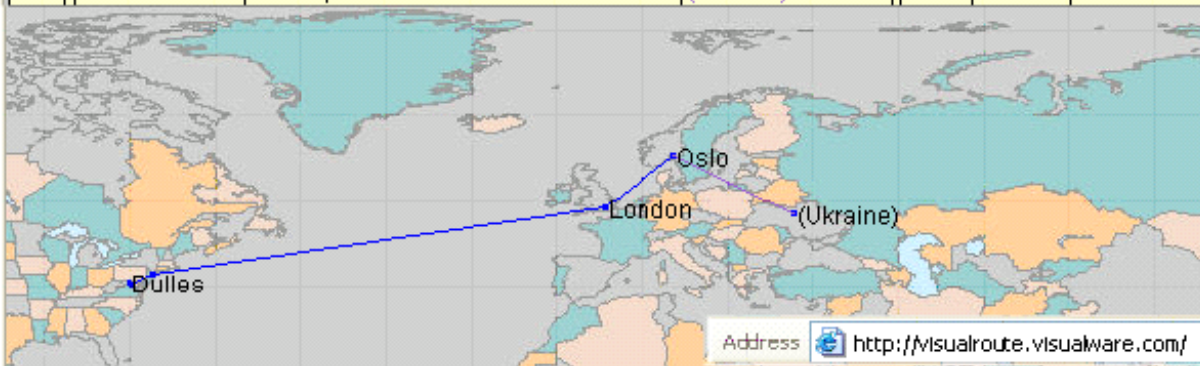 Oslo
London
(Ukraine)
Dulles
Address http://visualroute.visualware.com/